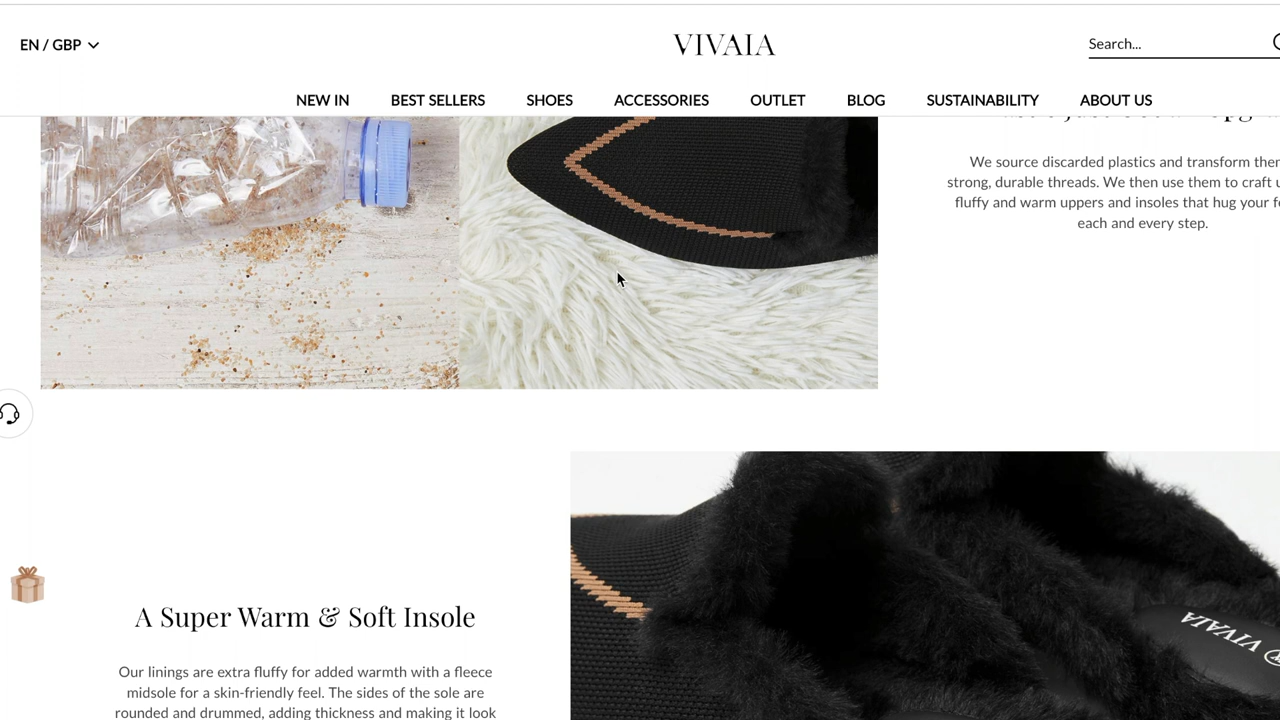 EN / GBP
VIVAIA
Search...
NEW IN BEST SELLERS SHOES ACCESSORIES OUTLET BLOG SUSTAINABILITY ABOUT US
We source discarded plastics and transform
strong, durable threads. We then use them to craft
fluffy and warm uppers and insoles that hug your
each and every step.
A Super Warm & Soft Insole
Our linings are extra fluffy for added warmth with a fleece
midsole for a skin-friendly feel. The sides of the sole are
rounded and drummed, adding thickness and making it look
VIVAIA